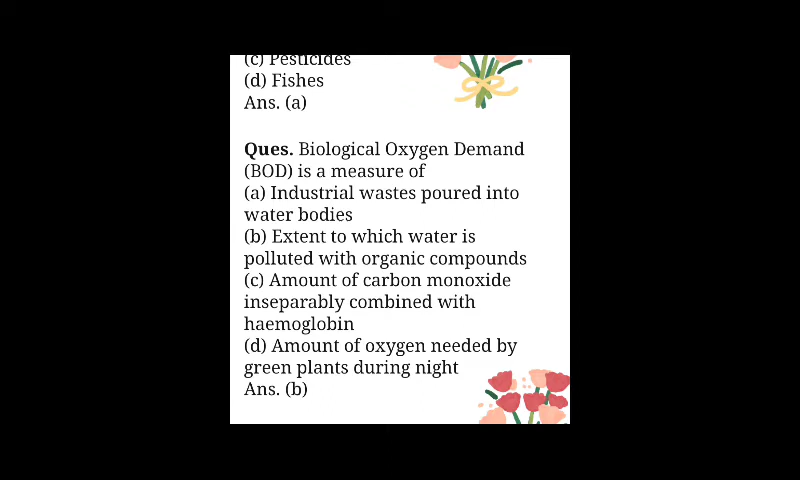 (c) Pesticides
(d) Fishes
Ans. (a)
Ques. Biological Oxygen Demand
(BOD) is a measure of
(a) Industrial wastes poured into
water bodies
(b) Extent to which water is
polluted with organic compounds
(c) Amount of carbon monoxide
inseparably combined with
haemoglobin
(d) Amount of oxygen needed by
green plants during night
Ans. (b)